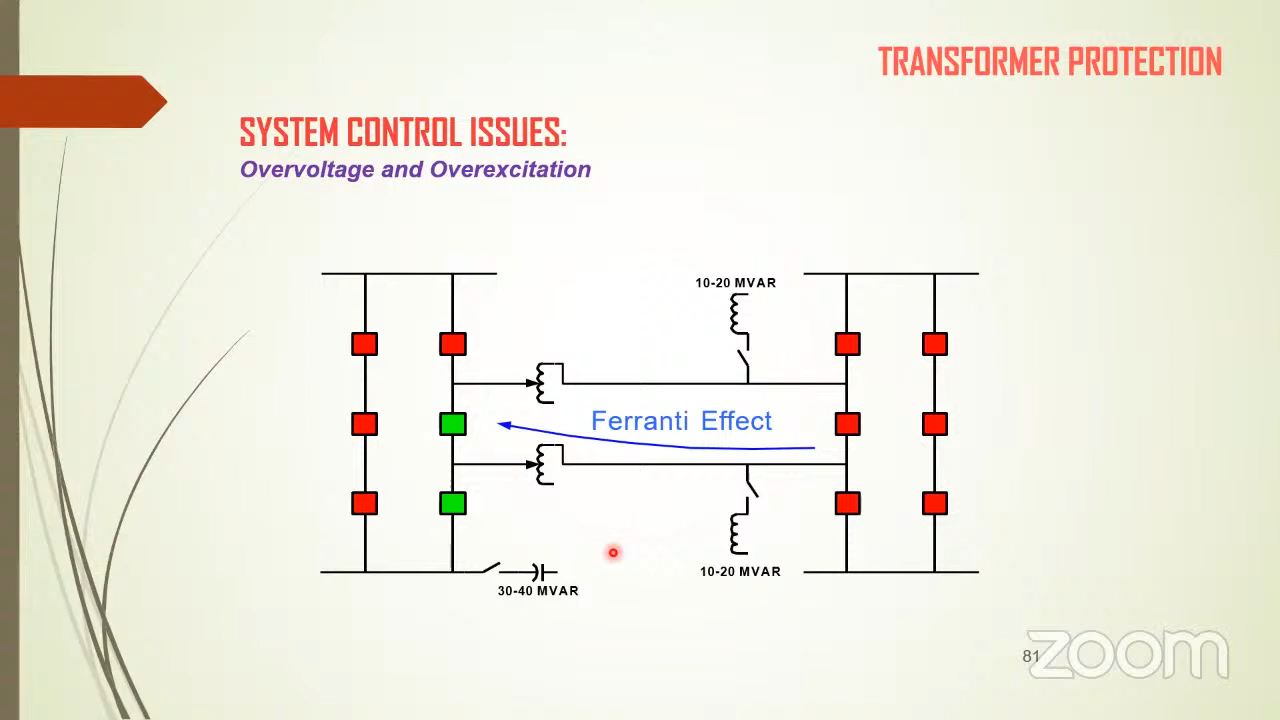 TRANSFORMER PROTECTION
SYSTEM CONTROL ISSUES:
Overvoltage and Overexcitation
10-20 MVAR
Ferranti Effect
10-20 MVAR
30-40 MVAR
81
zoom